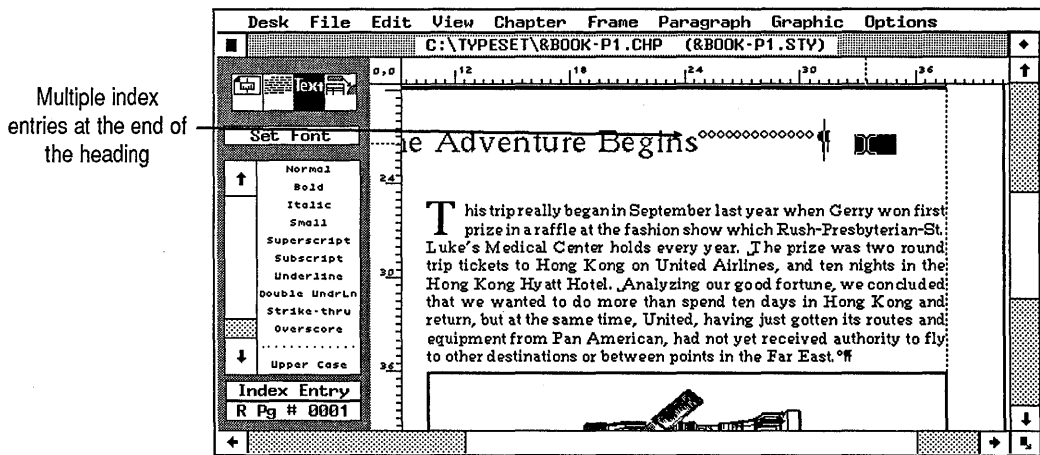 Desk File Edit View Chapter Frame Paragraph Graphic Options
C:\TYPESET\&BOOK-P1.CHP (&BOOK-P1.STY)
0,0 12 18 24 30 36
Text
Multiple index
entries at the end of
the heading
Set Font
e Adventure Begins
24
30
36
Normal
Bold
Italic
Small
Superscript
Subscript
Underline
Double UndrLn
Strike-thru
Overscore
Upper Case
Index Entry
R Pg # 0001
This trip really began in September last year when Gerry won first
prize in a raffle at the fashion show which Rush-Presbyterian-St.
Luke's Medical Center holds every year. The prize was two round
trip tickets to Hong Kong on United Airlines, and ten nights in the
Hong Kong Hyatt Hotel. Analyzing our good fortune, we concluded
that we wanted to do more than spend ten days in Hong Kong and
return, but at the same time, United, having just gotten its routes and
equipment from Pan American, had not yet received authority to fly
to other destinations or between points in the Far East.